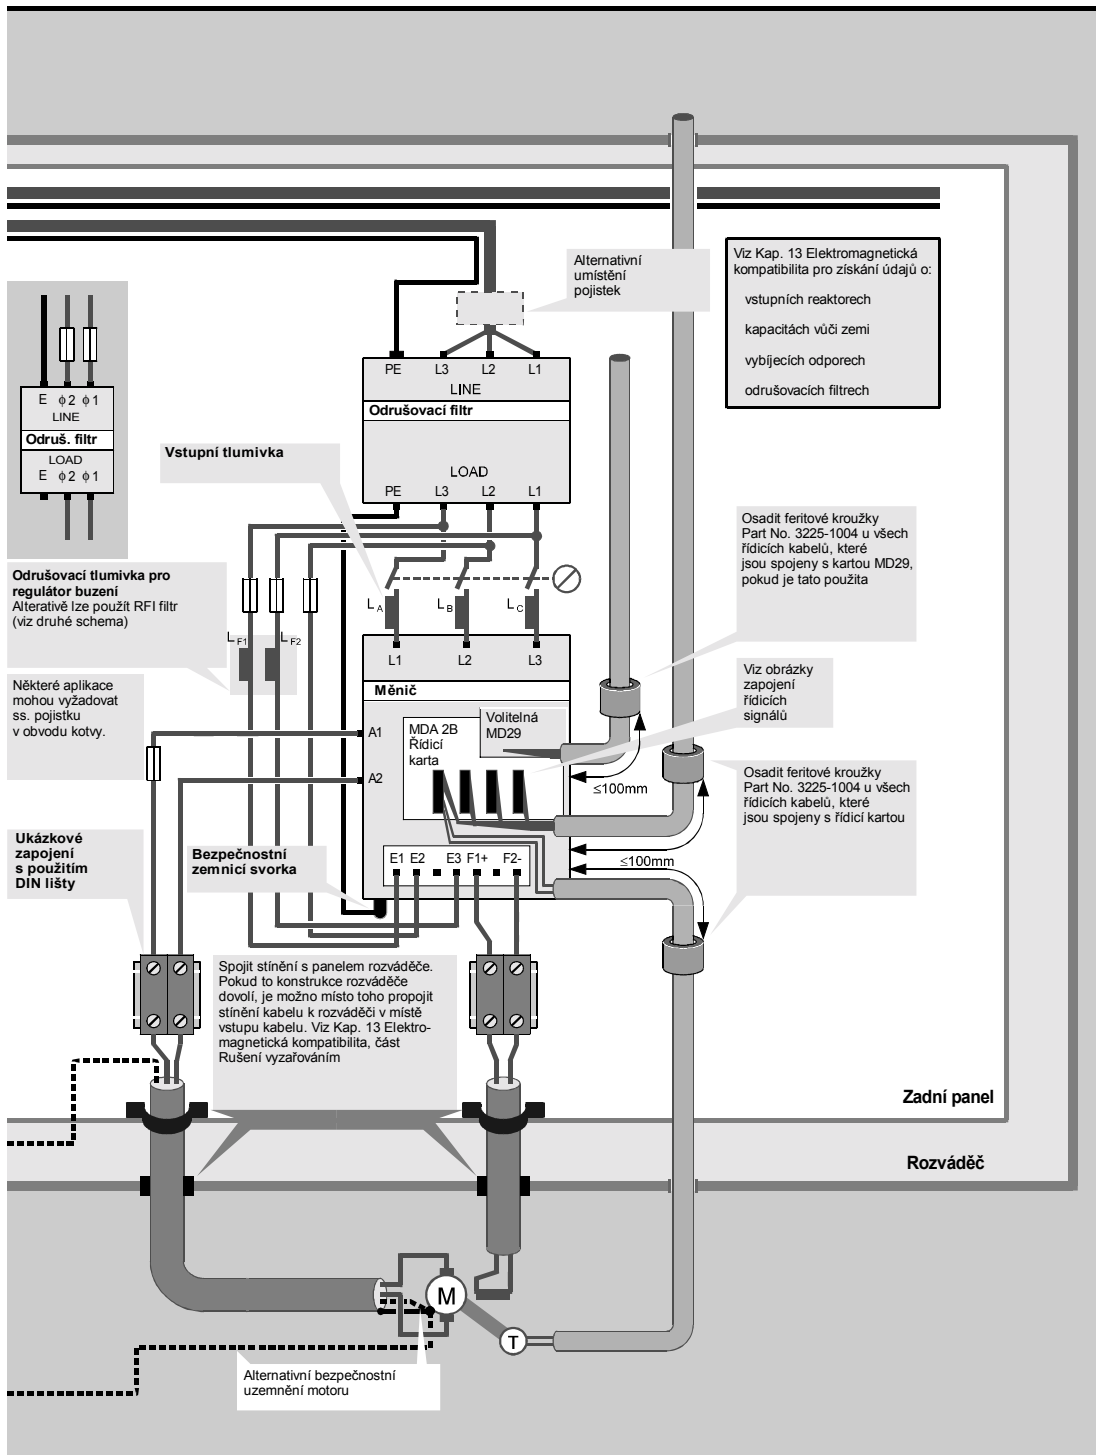 Alternativní
umístění
pojistek
Viz Kap. 13 Elektromagnetická
kompatibilita pro získání údajů o:
vstupních reaktorech
kapacitách vůči zemi
vybíjecích odporech
odrušovacích filtrech
PE L3 L2 L1
LINE
Odrušovací filtr
LOAD
PE L3 L2 L1
E ϕ2 ϕ1
LINE
Odruš. filtr
LOAD
E ϕ2 ϕ1
Vstupní tlumivka
Osadit feritové kroužky
Part No. 3225-1004 u všech
řídicích kabelů, které
jsou spojeny s kartou MD29,
pokud je tato použita
Odrušovací tlumivka pro
regulátor buzení
Alterativě lze použít RFI filtr
(viz druhé schema)
LA LB LC
LF1 LF2
L1 L2 L3
Měnič
Viz obrázky
zapojení
řídicích
signálů
Některé aplikace
mohou vyžadovat
ss. pojistku
v obvodu kotvy.
A1
A2
MDA 2B
Řídicí
karta
Volitelná
MD29
≤100mm
Osadit feritové kroužky
Part No. 3225-1004 u všech
řídicích kabelů, které
jsou spojeny s řídicí kartou
Ukázkové
zapojení
s použitím
DIN lišty
Bezpečnostní
zemnicí svorka
E1 E2 E3 F1+ F2-
≤100mm
Spojit stínění s panelem rozváděče.
Pokud to konstrukce rozváděče
dovolí, je možno místo toho propojit
stínění kabelu k rozváděči v místě
vstupu kabelu. Viz Kap. 13 Elektro-
magnetická kompatibilita, část
Rušení vyzařováním
Zadní panel
Rozváděč
M
T
Alternativní bezpečnostní
uzemnění motoru